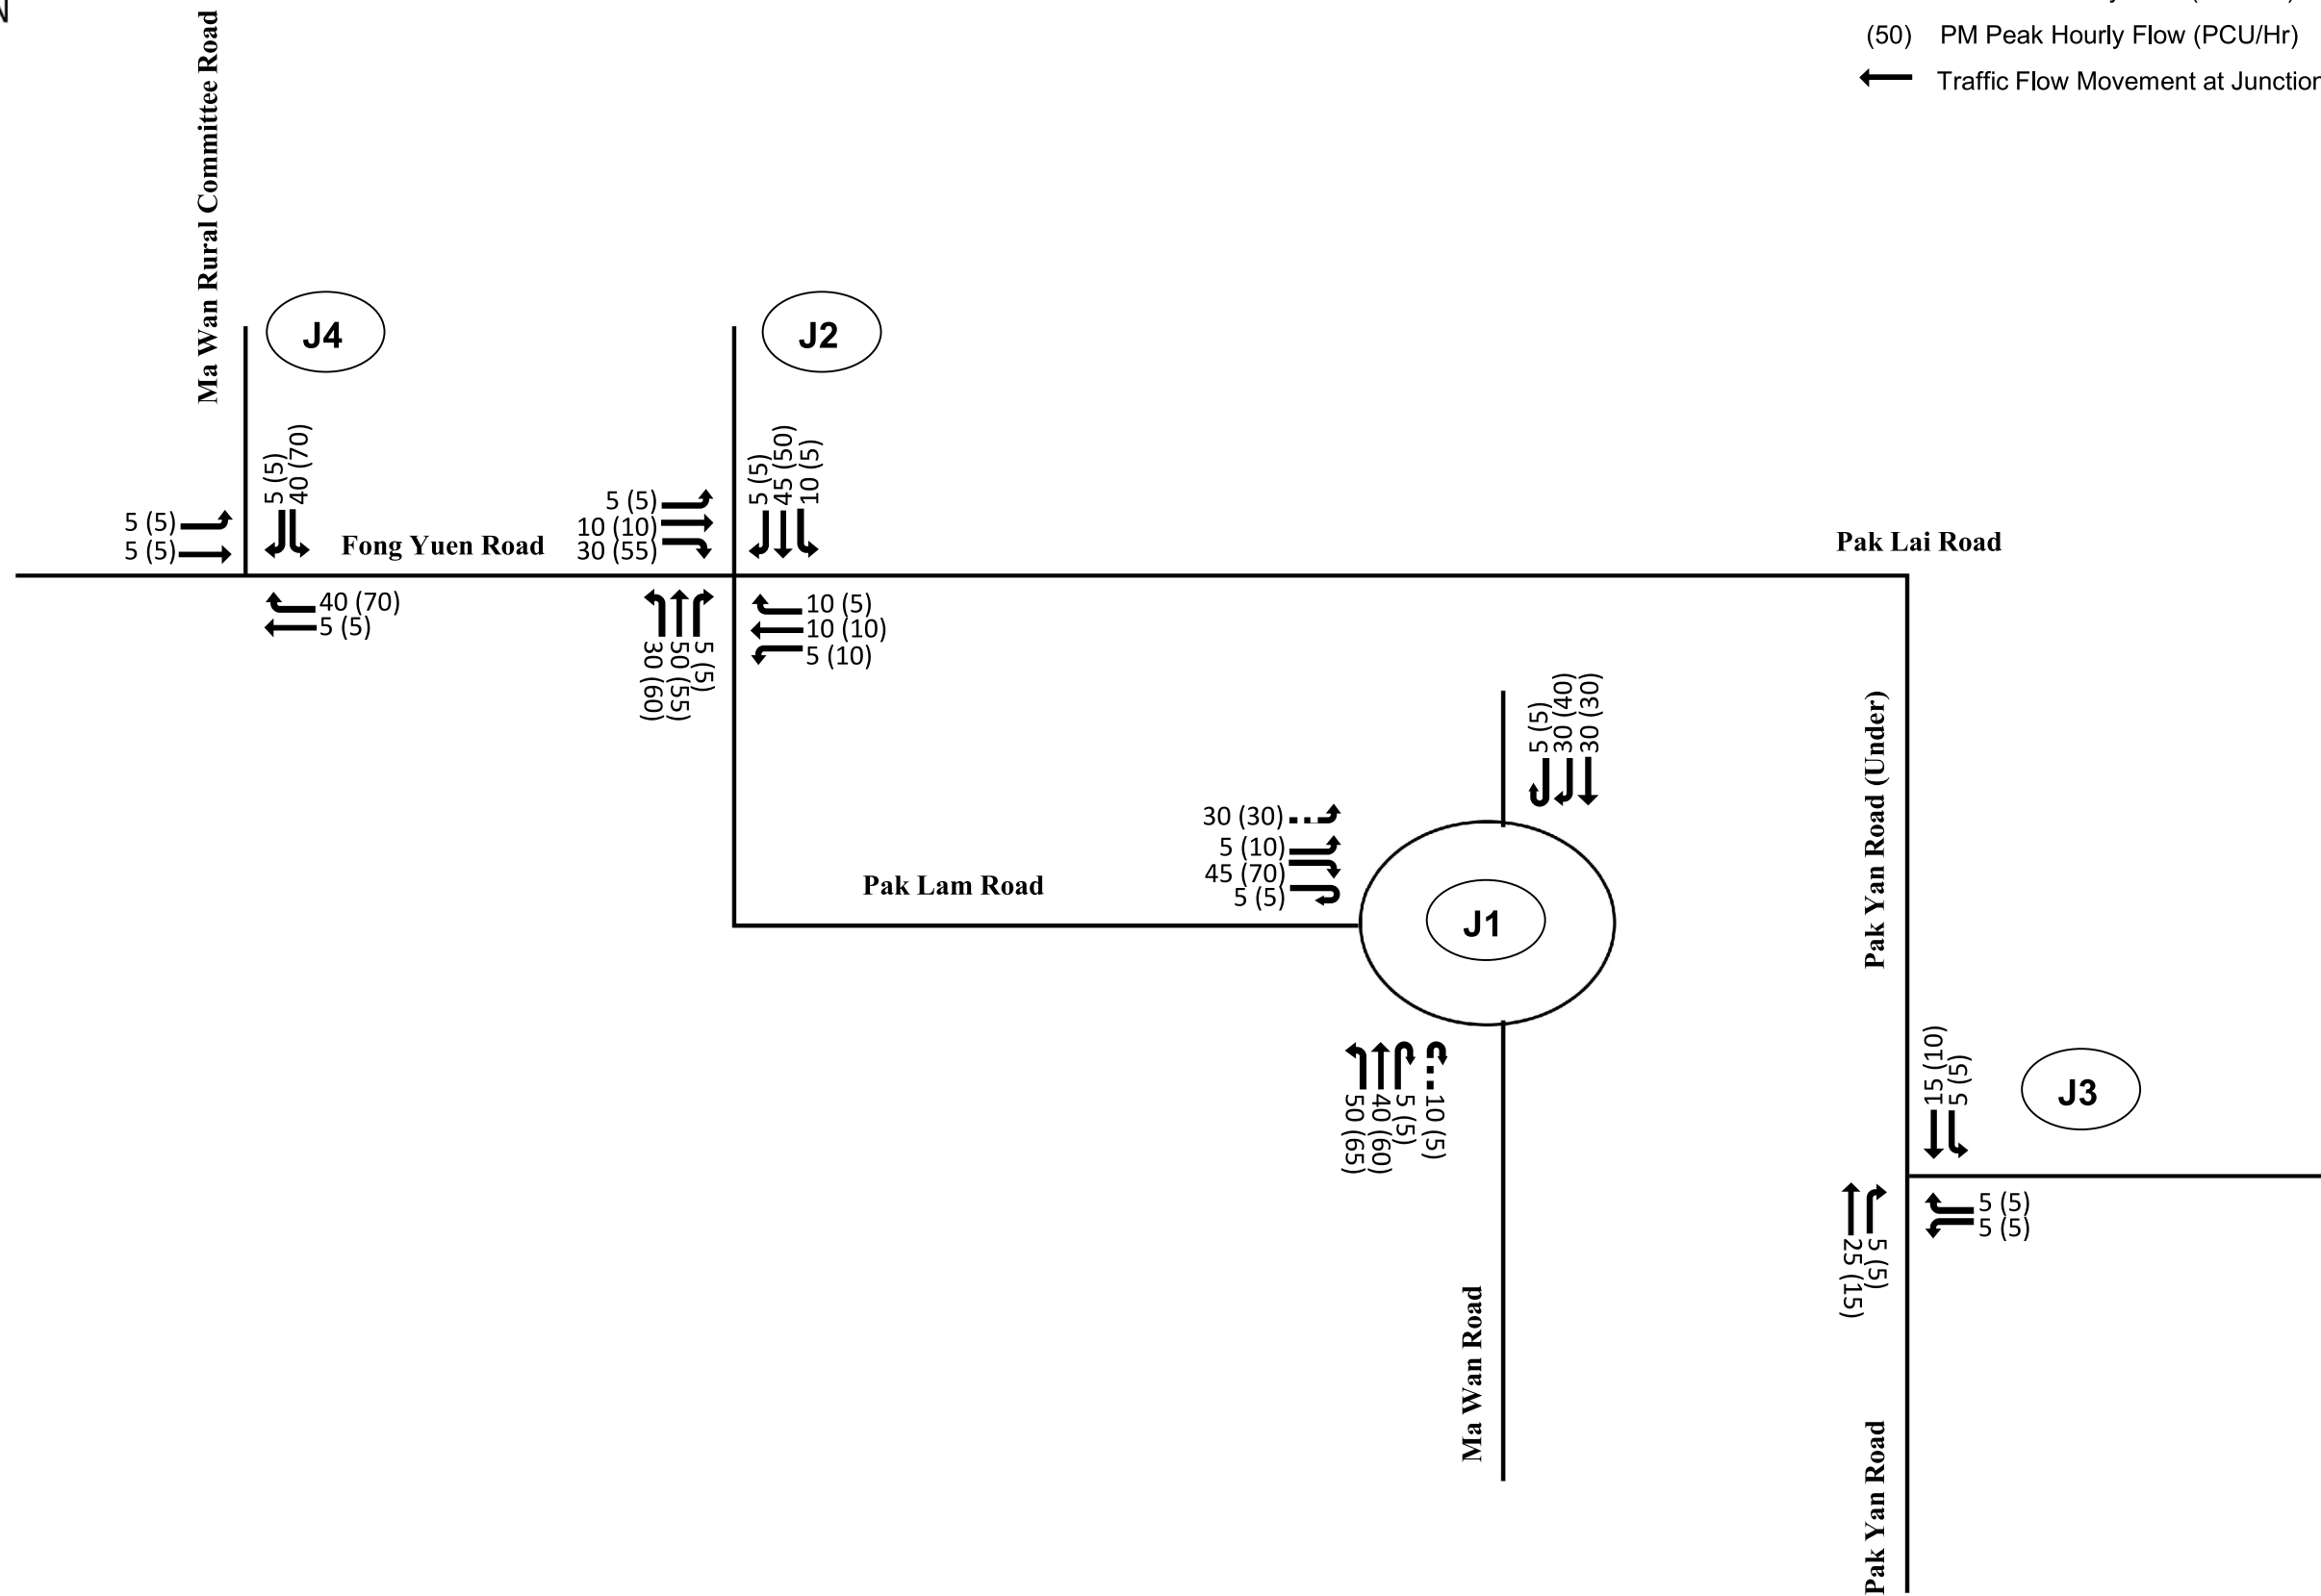 N
(50) PM Peak Hourly Flow (PCU/Hr)
Traffic Flow Movement at Junction
Ma Wan Rural Committee Road
J4
J2
5 (5)
40 (70)
5 (5)
45 (50)
10 (5)
5 (5)
5 (5)
Fong Yuen Road
5 (5)
10 (10)
30 (55)
Pak Lai Road
40 (70)
5 (5)
30 (60)
50 (55)
5 (5)
10 (5)
10 (10)
5 (10)
5 (5)
30 (40)
30 (30)
Pak Yan Road (Under)
30 (30)
5 (10)
45 (70)
5 (5)
Pak Lam Road
J1
50 (65)
40 (60)
5 (5)
10 (5)
15 (10)
5 (5)
J3
25 (15)
5 (5)
5 (5)
5 (5)
Ma Wan Road
Pak Yan Road